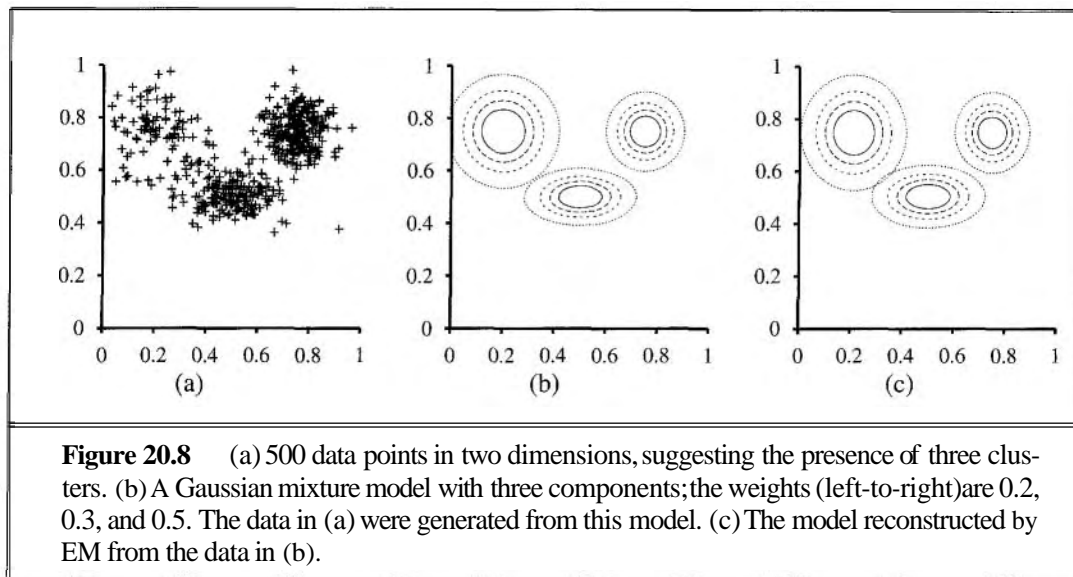 1
0.8
0.6
0.4
0.2
0
0 0.2 0.4 0.6 0.8 1
(a)
1
0.8
0.6
0.4
0.2
0
0 0.2 0.4 0.6 0.8 1
(b)
1
0.8
0.6
0.4
0.2
0
0 0.2 0.4 0.6 0.8 1
(c)
Figure 20.8 (a) 500 data points in two dimensions, suggesting the presence of three clus-
ters. (b) A Gaussian mixture model with three components; the weights (left-to-right) are 0.2,
0.3, and 0.5. The data in (a) were generated from this model. (c) The model reconstructed by
EM from the data in (b).